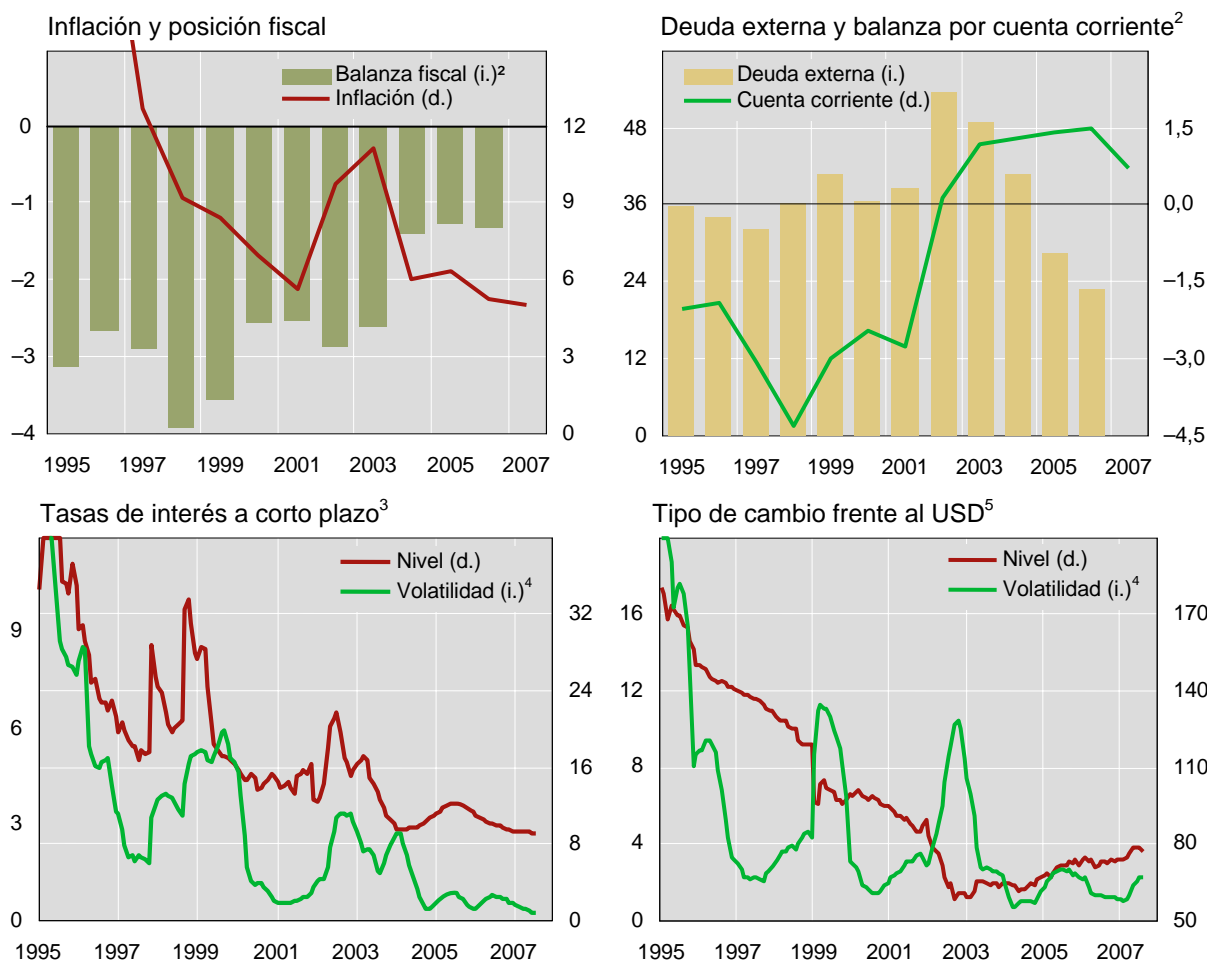 Inflación y posición fiscal
Balanza fiscal (i.)²
Inflación (d.)
0
–1
–2
–3
–4
12
9
6
3
0
1995 1997 1999 2001 2003 2005 2007
Deuda externa y balanza por cuenta corriente²
Deuda externa (i.)
Cuenta corriente (d.)
48
36
24
12
0
1,5
0,0
–1,5
–3,0
–4,5
1995 1997 1999 2001 2003 2005 2007
Tasas de interés a corto plazo³
Nivel (d.)
Volatilidad (i.)⁴
9
6
3
0
32
24
16
8
0
1995 1997 1999 2001 2003 2005 2007
Tipo de cambio frente al USD⁵
Nivel (d.)
Volatilidad (i.)⁴
16
12
8
4
0
170
140
110
80
50
1995 1997 1999 2001 2003 2005 2007